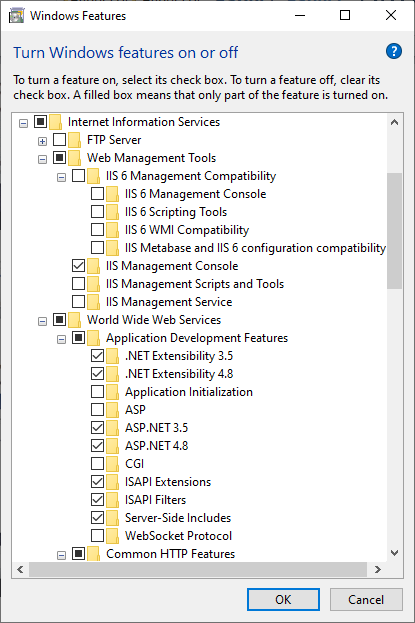 Windows Features
Turn Windows features on or off
?
To turn a feature on, select its check box. To turn a feature off, clear its
check box. A filled box means that only part of the feature is turned on.
Internet Information Services
FTP Server
Web Management Tools
IIS 6 Management Compatibility
IIS 6 Management Console
IIS 6 Scripting Tools
IIS 6 WMI Compatibility
IIS Metabase and IIS 6 configuration compatibility
IIS Management Console
IIS Management Scripts and Tools
IIS Management Service
World Wide Web Services
Application Development Features
.NET Extensibility 3.5
.NET Extensibility 4.8
Application Initialization
ASP
ASP.NET 3.5
ASP.NET 4.8
CGI
ISAPI Extensions
ISAPI Filters
Server-Side Includes
WebSocket Protocol
Common HTTP Features
OK
Cancel